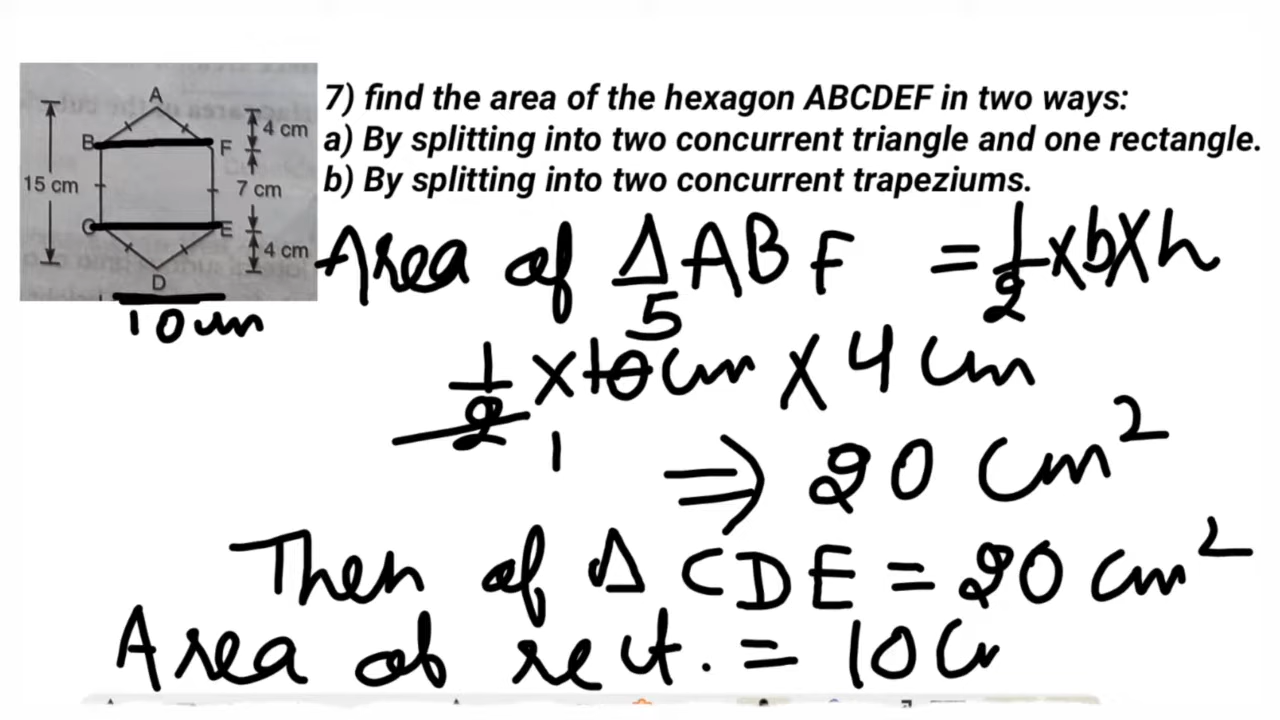 7) find the area of the hexagon ABCDEF in two ways:
a) By splitting into two concurrent triangle and one rectangle.
b) By splitting into two concurrent trapeziums.
A
B
F
4 cm
15 cm
7 cm
C
E
4 cm
D
10 cm
Area of Δ ABF = 1/2 × b × h
5
1/2 × 10 cm × 4 cm
1
⇒ 20 cm²
Then of Δ CDE = 20 cm²
Area of rect. = 10 c